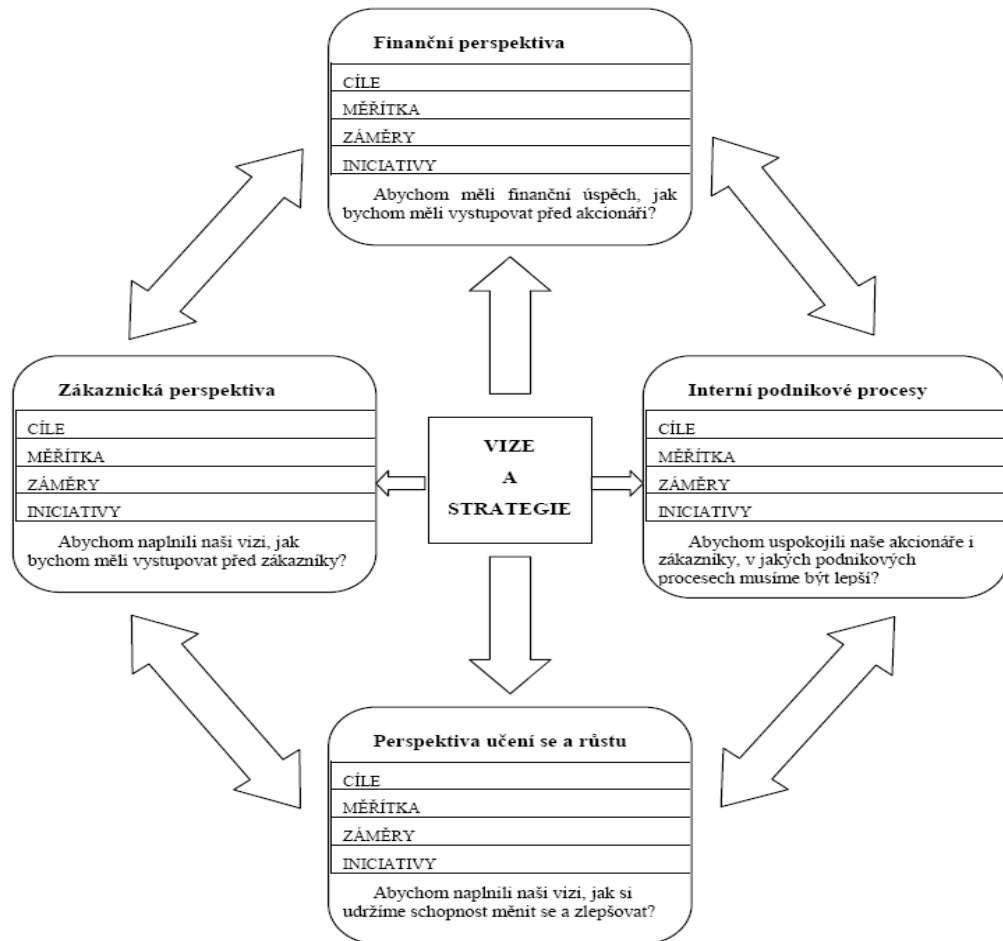 Finanční perspektiva
CÍLE
MĚŘÍTKA
ZÁMĚRY
INICIATIVY
Abychom měli finanční úspěch, jak
bychom měli vystupovat před akcionáři?
Zákaznická perspektiva
CÍLE
MĚŘÍTKA
ZÁMĚRY
INICIATIVY
Abychom naplnili naši vizi, jak
bychom měli vystupovat před zákazníky?
VIZE
A
STRATEGIE
Interní podnikové procesy
CÍLE
MĚŘÍTKA
ZÁMĚRY
INICIATIVY
Abychom uspokojili naše akcionáře i
zákazníky, v jakých podnikových
procesech musíme být lepší?
Perspektiva učení se a růstu
CÍLE
MĚŘÍTKA
ZÁMĚRY
INICIATIVY
Abychom naplnili naši vizi, jak si
udržíme schopnost měnit se a zlepšovat?